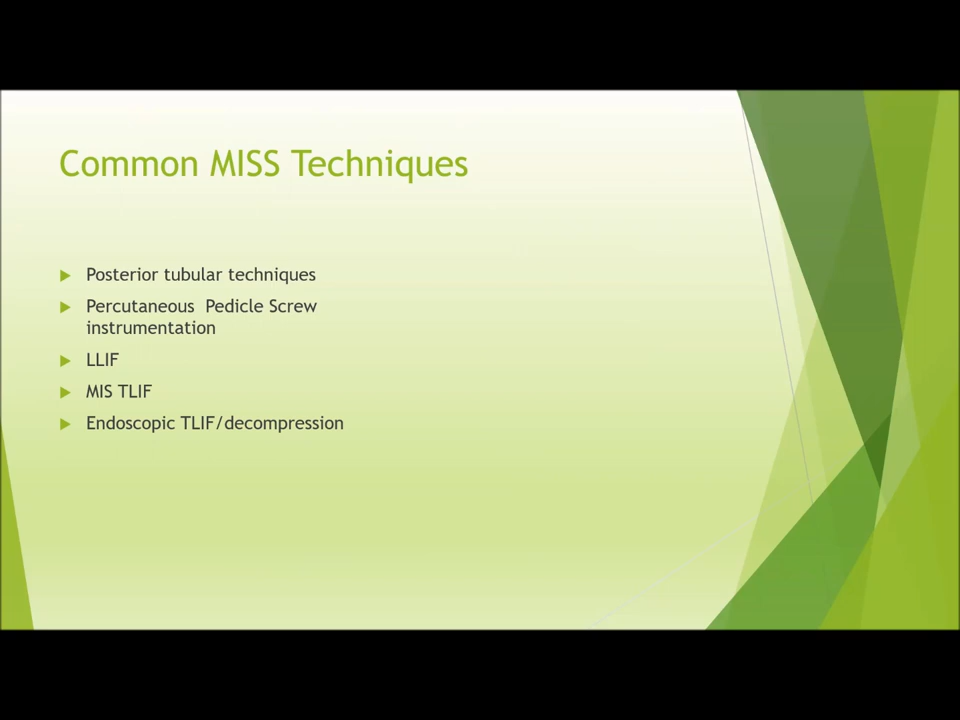 Common MISS Techniques
Posterior tubular techniques
Percutaneous  Pedicle Screw
instrumentation
LLIF
MIS TLIF
Endoscopic TLIF/decompression